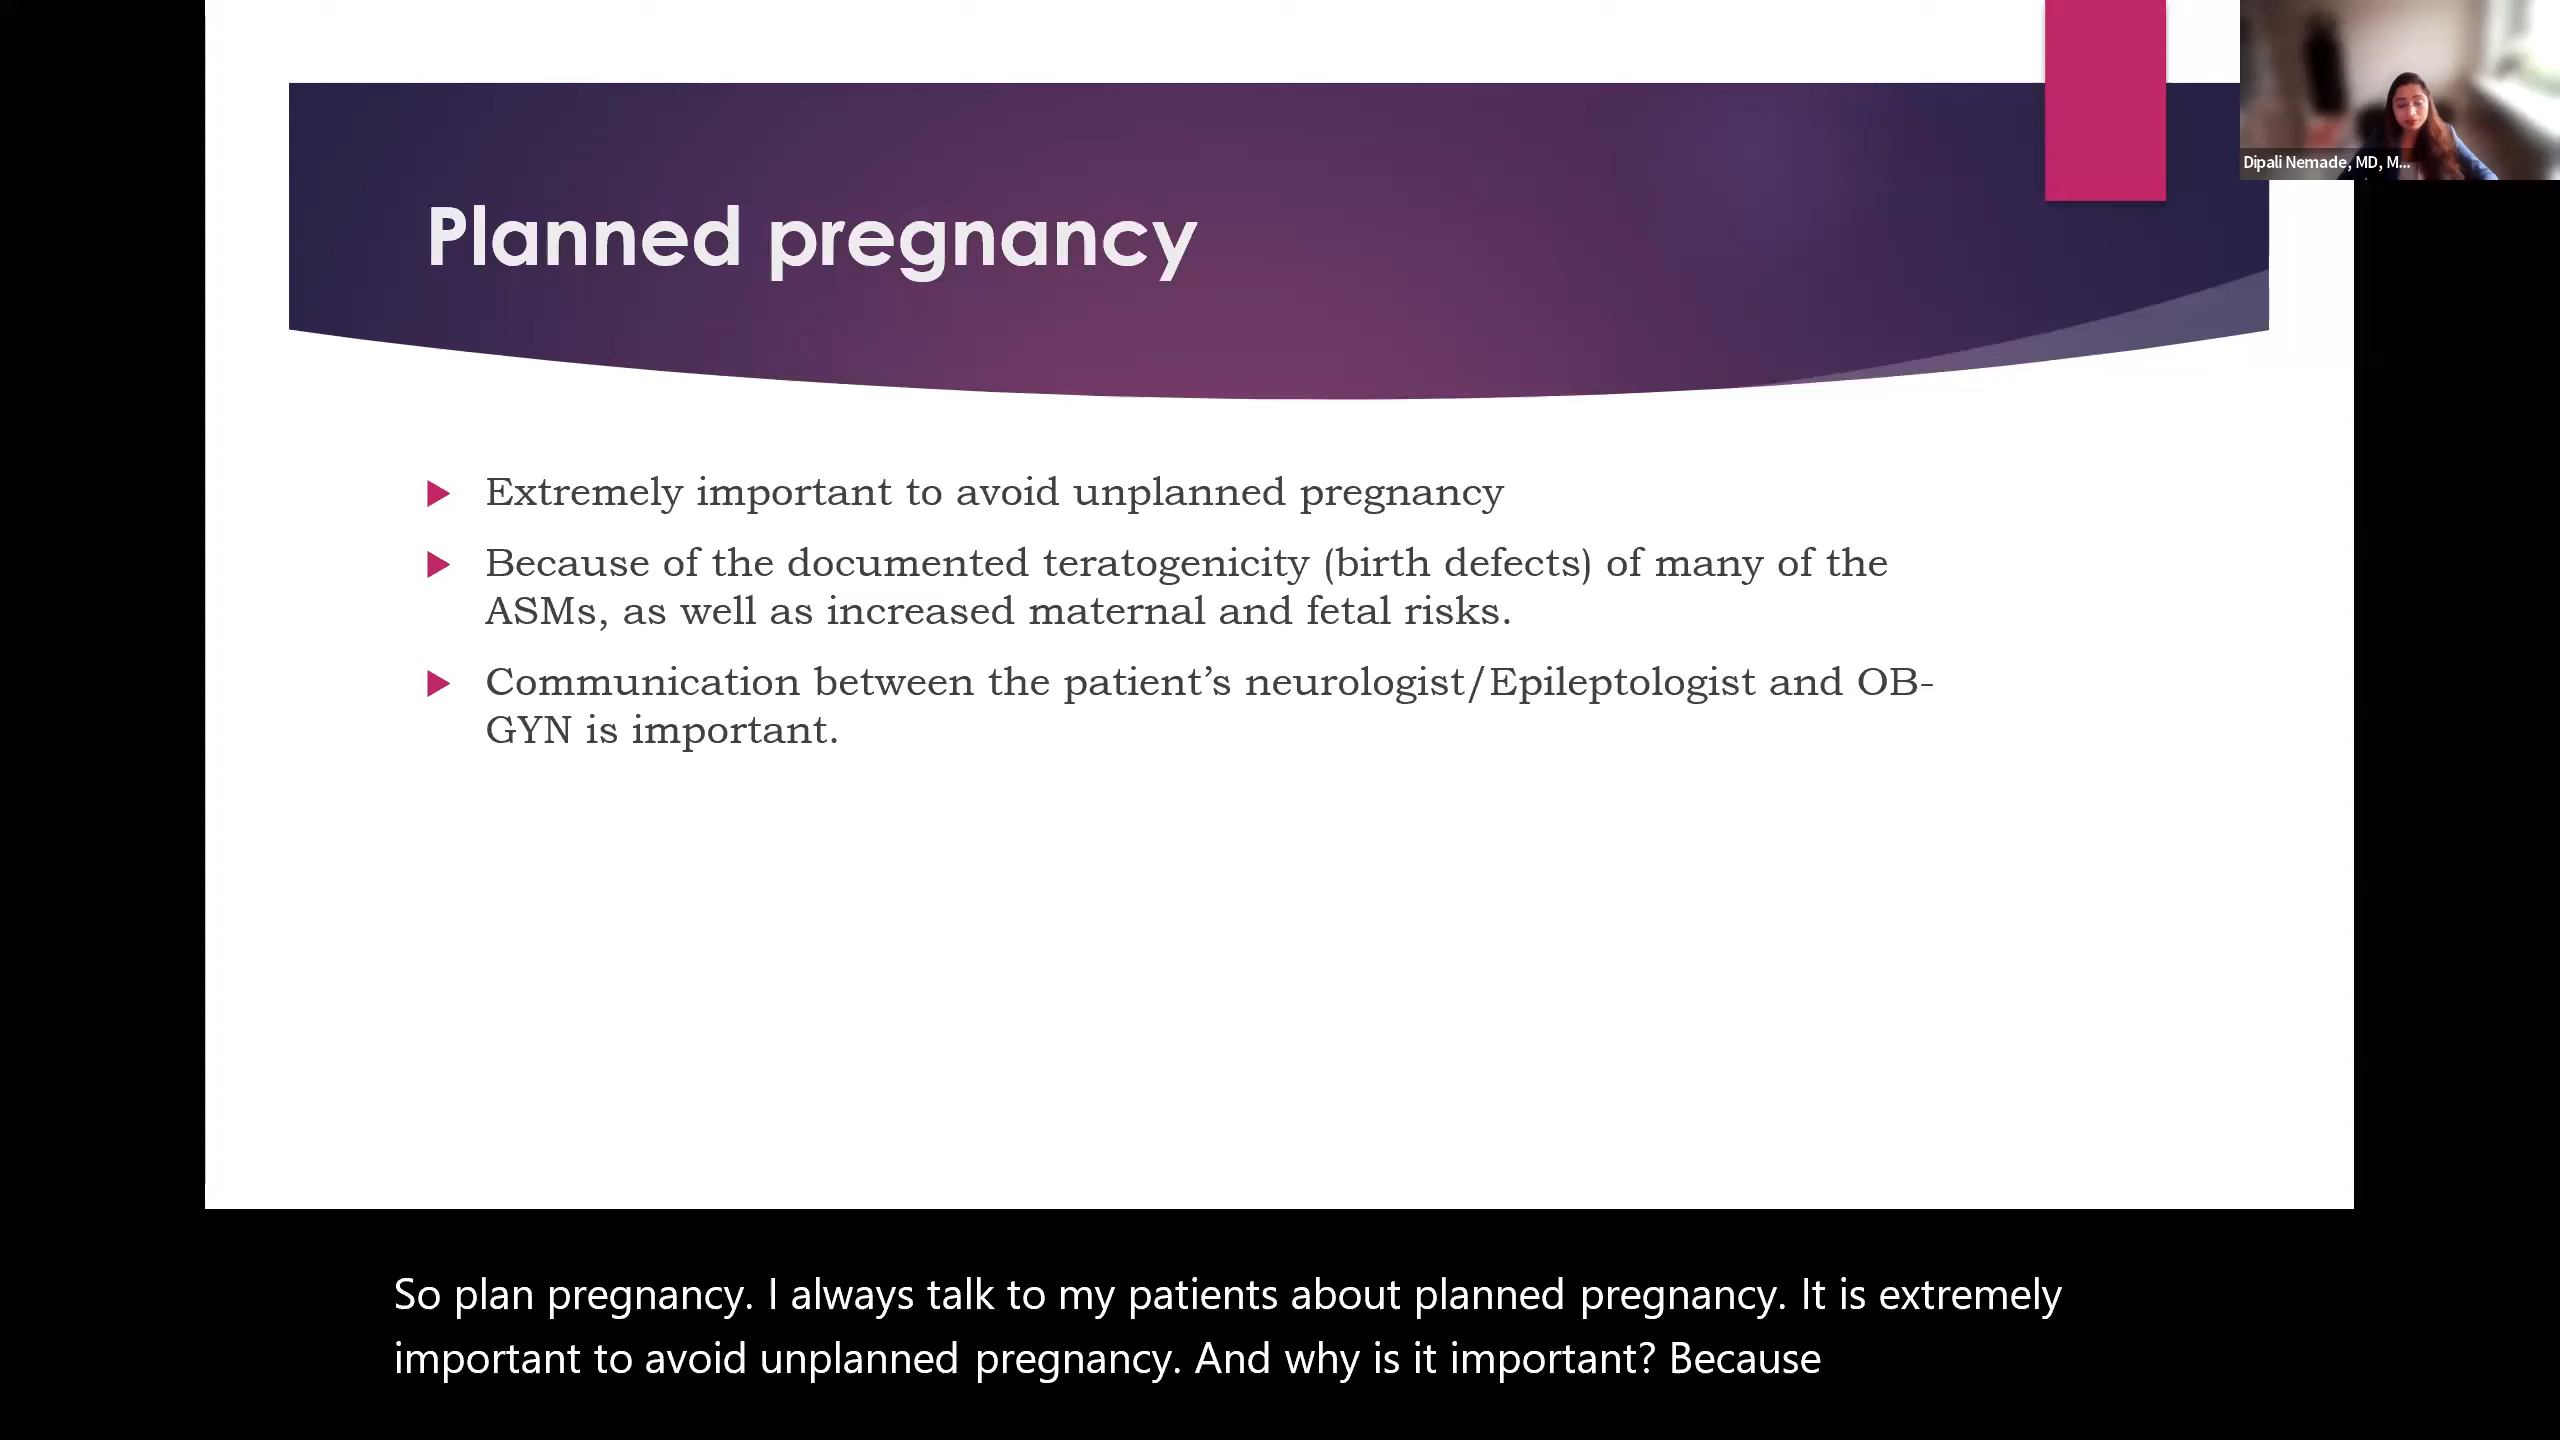 Dipali Nemade, MD, M...
Planned pregnancy
Extremely important to avoid unplanned pregnancy
Because of the documented teratogenicity (birth defects) of many of the
ASMs, as well as increased maternal and fetal risks.
Communication between the patient’s neurologist/Epileptologist and OB-
GYN is important.
So plan pregnancy. I always talk to my patients about planned pregnancy. It is extremely
important to avoid unplanned pregnancy. And why is it important? Because